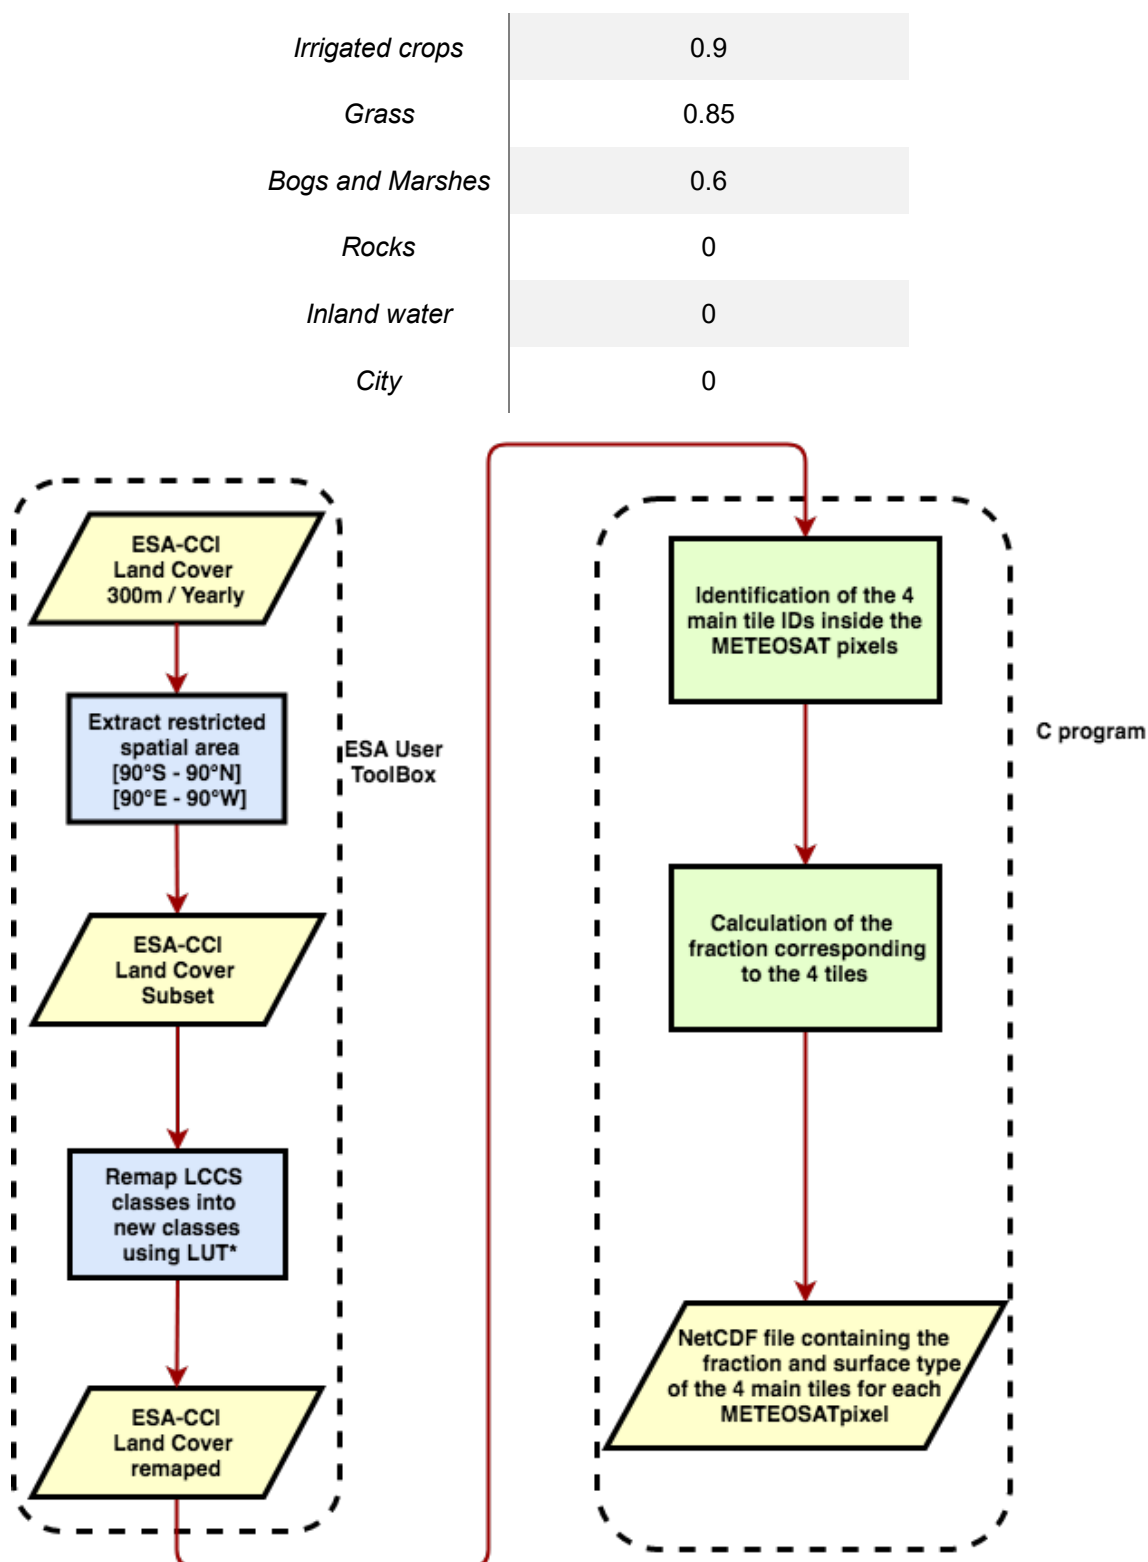 Irrigated crops 0.9
Grass 0.85
Bogs and Marshes 0.6
Rocks 0
Inland water 0
City 0
ESA-CCI
Land Cover
300m / Yearly
Extract restricted
spatial area
[90°S - 90°N]
[90°E - 90°W]
ESA User
ToolBox
ESA-CCI
Land Cover
Subset
Remap LCCS
classes into
new classes
using LUT*
ESA-CCI
Land Cover
remaped
Identification of the 4
main tile IDs inside the
METEOSAT pixels
C program
Calculation of the
fraction corresponding
to the 4 tiles
NetCDF file containing the
fraction and surface type
of the 4 main tiles for each
METEOSATpixel